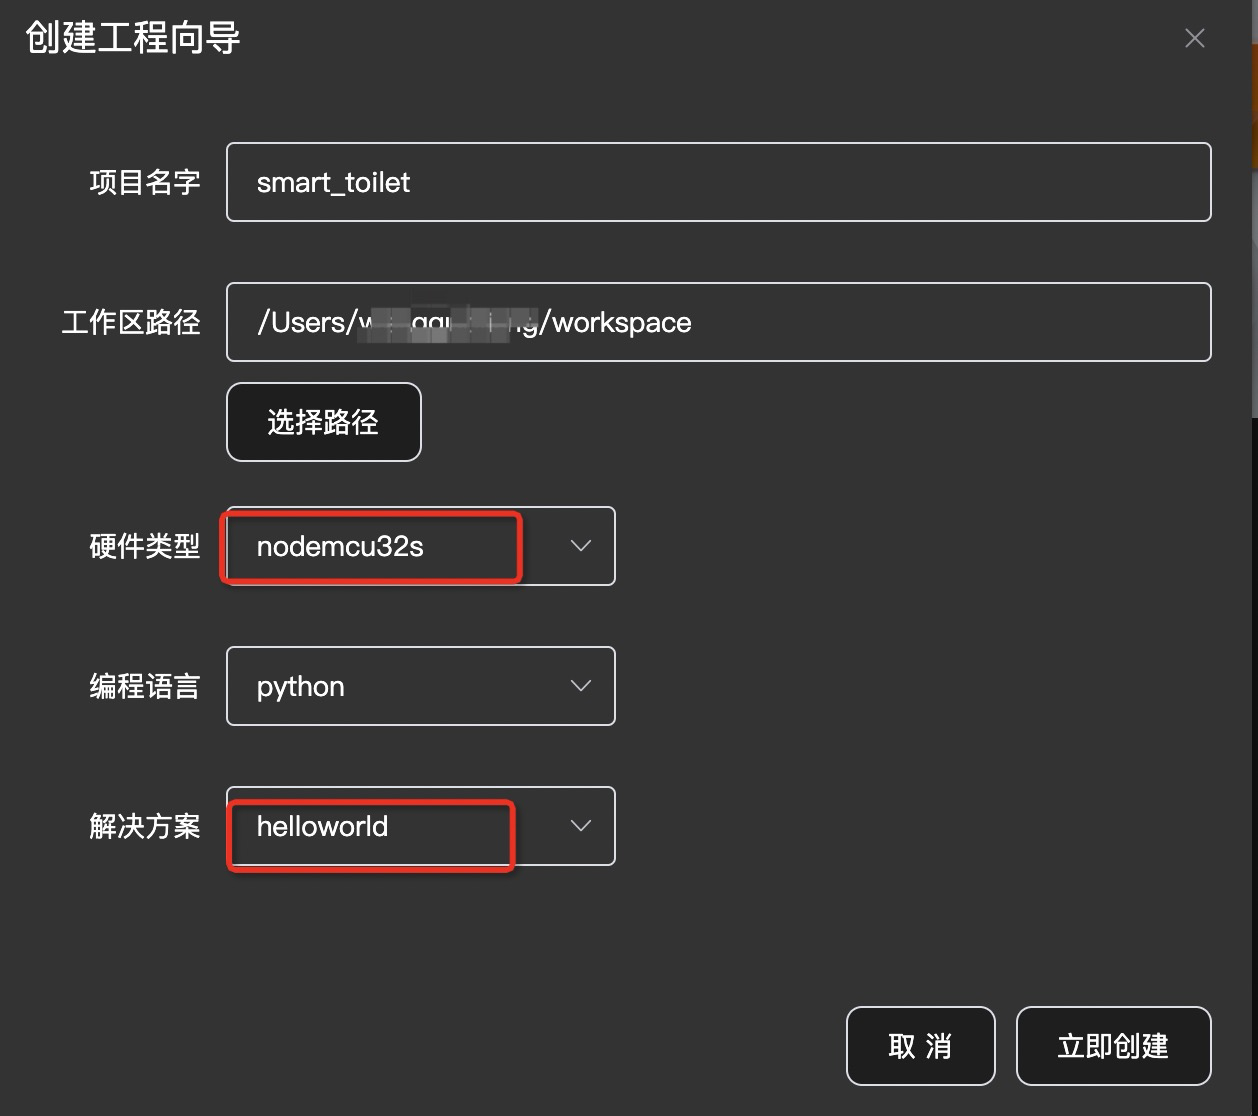 创建工程向导
项目名字 smart_toilet
工作区路径 /Users/ /workspace
选择路径
硬件类型 nodemcu32s
编程语言 python
解决方案 helloworld
取 消 立即创建